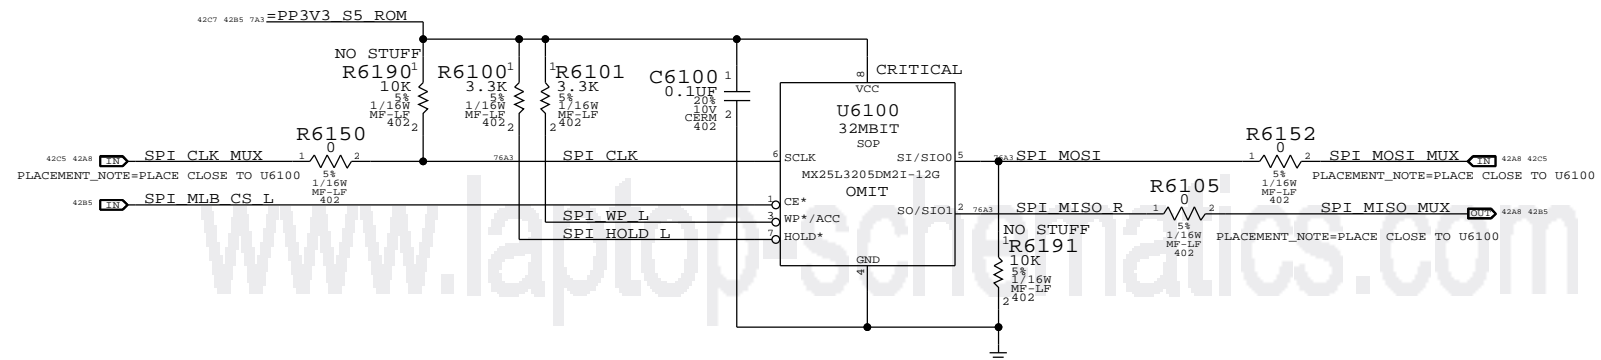 42C7 42B5 7A3 =PP3V3_S5_ROM
NO STUFF
R6190 1
10K
5%
1/16W
MF-LF
402 2
R6100 1
3.3K
5%
1/16W
MF-LF
402 2
1 R6101
3.3K
5%
1/16W
MF-LF
2 402
C6100 1
0.1UF
20%
10V 2
CERM
402
8 CRITICAL
VCC
U6100
32MBIT
SOP
MX25L3205DM2I-12G
OMIT
6 SCLK
1 CE*
3 WP*/ACC
7 HOLD*
SI/SIO0 5
SO/SIO1 2
GND
4
R6150
0
1 2
5%
1/16W
MF-LF
402
42C5 42A8 IN SPI_CLK_MUX
PLACEMENT_NOTE=PLACE CLOSE TO U6100
42B5 IN SPI_MLB_CS_L
76A3 SPI_CLK
SPI_WP_L
SPI_HOLD_L
76A3 SPI_MOSI
R6152
0
1 2
5%
1/16W
MF-LF
402
SPI_MOSI_MUX IN 42A8 42C5
PLACEMENT_NOTE=PLACE CLOSE TO U6100
76A3 SPI_MISO_R
R6105
0
1 2
5%
1/16W
MF-LF
402
SPI_MISO_MUX OUT 42A8 42B5
PLACEMENT_NOTE=PLACE CLOSE TO U6100
NO STUFF
1 R6191
10K
5%
1/16W
MF-LF
2 402
www.laptop-schematics.com